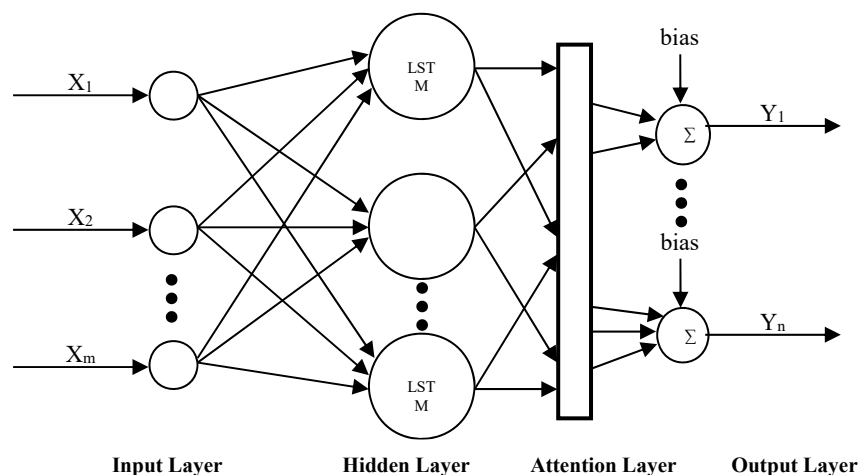 X1
X2
Xm
LST
M
LST
M
bias
Σ
Y1
bias
Σ
Yn
Input Layer
Hidden Layer
Attention Layer
Output Layer